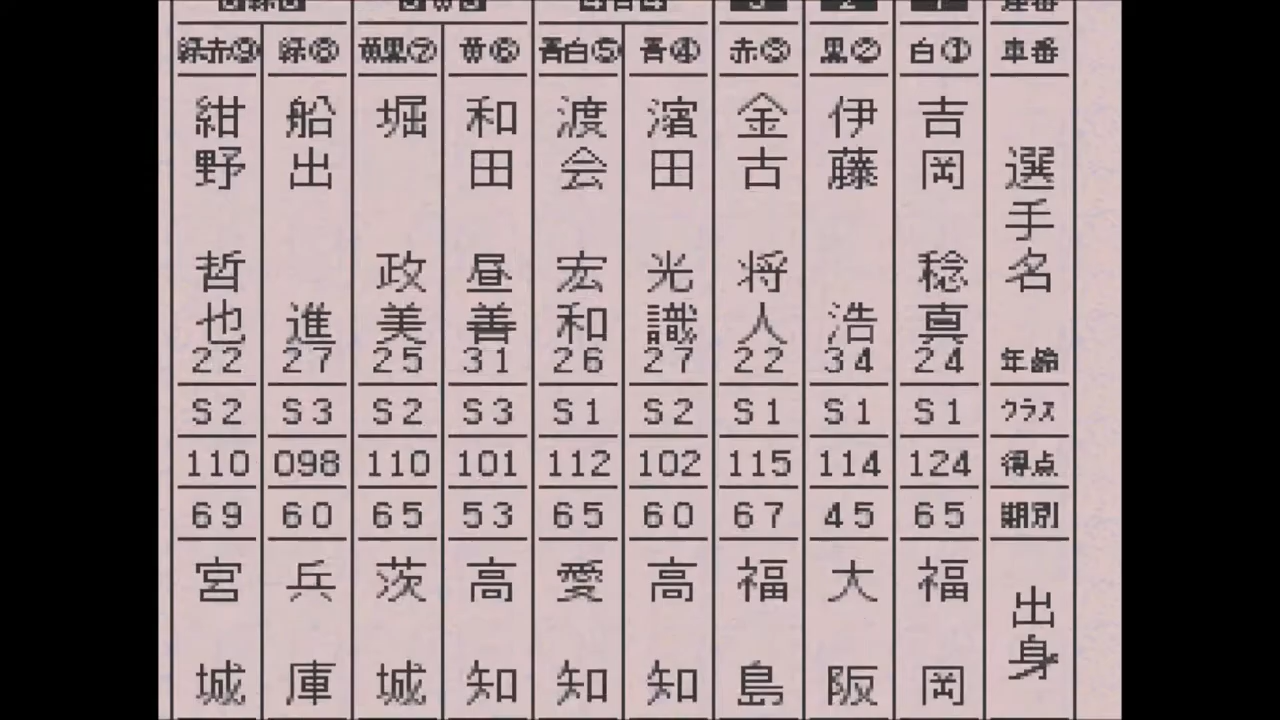 車番
選手名
年齢
クラス
得点
期別
出身
白①
吉岡 稔真
24
S1
124
65
福岡
黒②
伊藤 浩
34
S1
114
45
大阪
赤③
金古 将人
22
S1
115
67
福島
青④
濱田 光識
27
S2
102
60
高知
青白⑤
渡会 宏和
26
S1
112
65
愛知
黄⑥
和田 昼善
31
S3
101
53
高知
黄黒⑦
堀 政美
25
S2
110
65
茨城
緑⑧
船出 進
27
S3
098
60
兵庫
緑赤⑨
紺野 哲也
22
S2
110
69
宮城